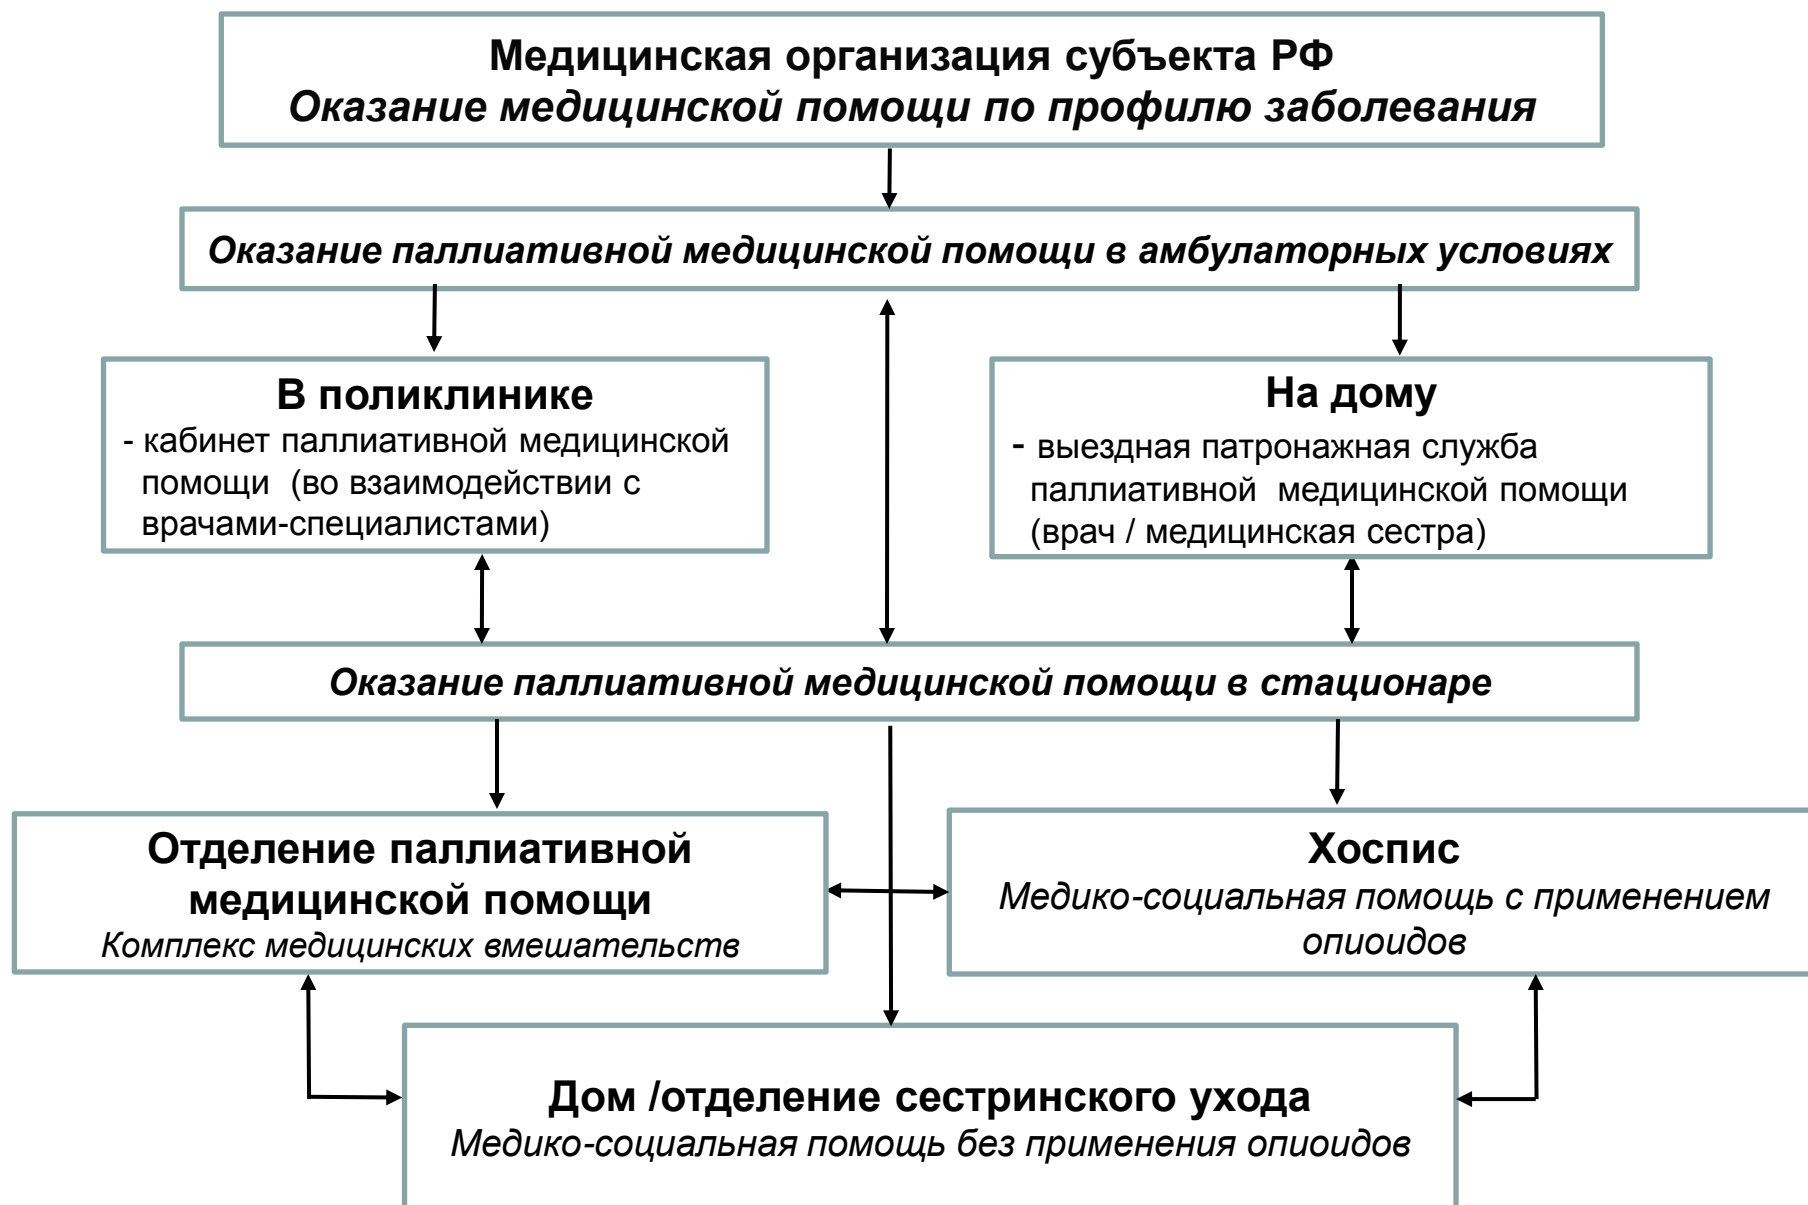 Медицинская организация субъекта РФ
Оказание медицинской помощи по профилю заболевания
Оказание паллиативной медицинской помощи в амбулаторных условиях
В поликлинике
- кабинет паллиативной медицинской
помощи (во взаимодействии с
врачами-специалистами)
На дому
- выездная патронажная служба
паллиативной медицинской помощи
(врач / медицинская сестра)
Оказание паллиативной медицинской помощи в стационаре
Отделение паллиативной
медицинской помощи
Комплекс медицинских вмешательств
Хоспис
Медико-социальная помощь с применением
опиоидов
Дом /отделение сестринского ухода
Медико-социальная помощь без применения опиоидов